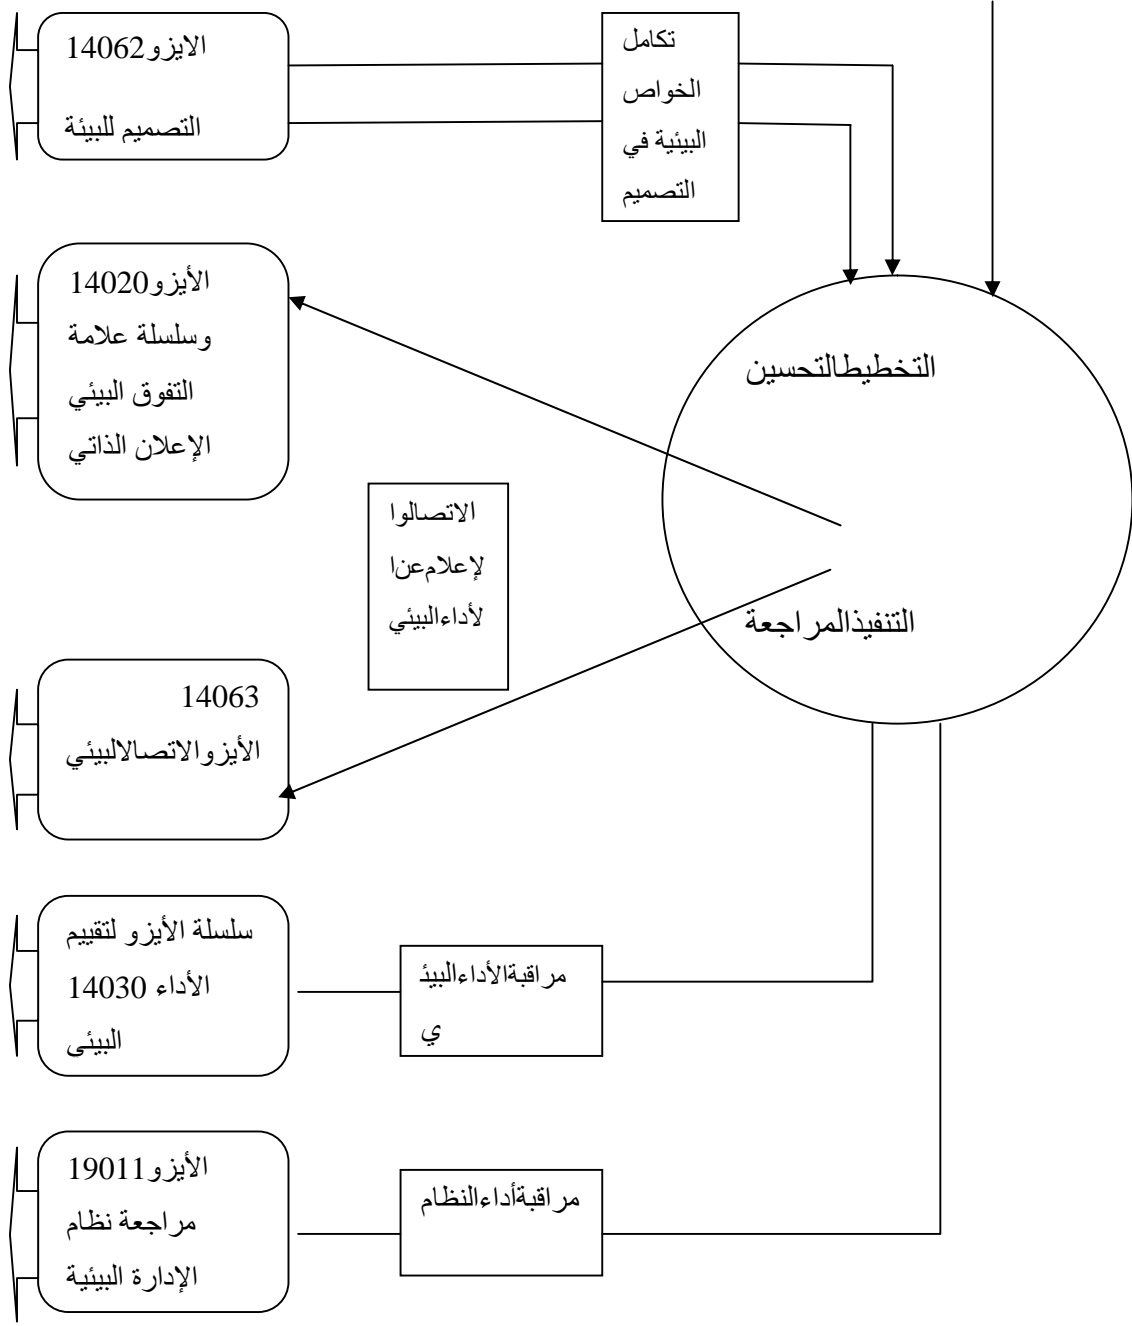 الايزو14062
التصميم للبيئة
تكامل
الخواص
البيئية في
التصميم
الأيزو14020
وسلسلة علامة
التفوق البيئي
الإعلان الذاتي
التخطيطالتحسين
التنفيذالمراجعة
الاتصالوا
لإعلامعنا
لأداءالبيئي
14063
الأيزوالاتصالالبيئي
سلسلة الأيزو لتقييم
الأداء 14030
البيئى
مراقبةالأداءالبيئ
ي
الأيزو19011
مراجعة نظام
الإدارة البيئية
مراقبةأداءالنظام